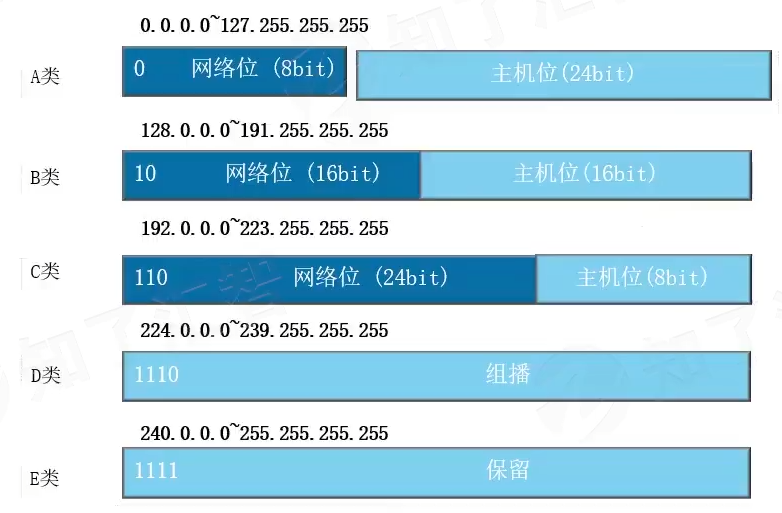 0.0.0.0~127.255.255.255
A类 0 网络位 (8bit) 主机位(24bit)
128.0.0.0~191.255.255.255
B类 10 网络位 (16bit) 主机位(16bit)
192.0.0.0~223.255.255.255
C类 110 网络位 (24bit) 主机位(8bit)
224.0.0.0~239.255.255.255
D类 1110 组播
240.0.0.0~255.255.255.255
E类 1111 保留